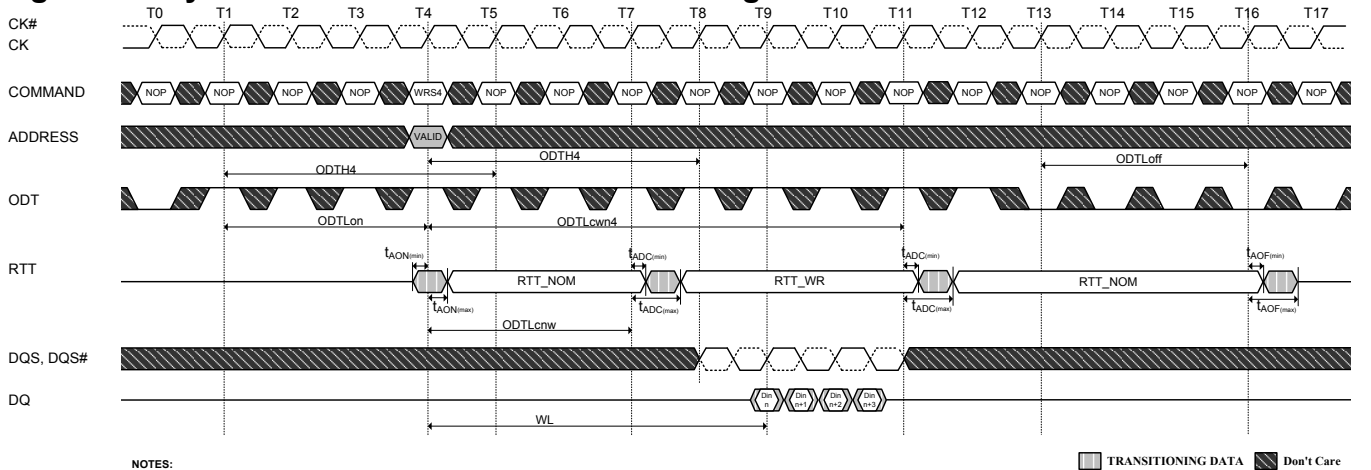 T0 T1 T2 T3 T4 T5 T6 T7 T8 T9 T10 T11 T12 T13 T14 T15 T16 T17
CK#
CK
COMMAND NOP NOP NOP NOP WRS4 NOP NOP NOP NOP NOP NOP NOP NOP NOP NOP NOP NOP NOP
ADDRESS VALID
ODTH4 ODTLoff
ODTH4
ODT
ODTLon ODTLcwn4
tAON(min) tADC(min) tADC(min) tAOF(min)
RTT RTT_NOM RTT_WR RTT_NOM
tAON(max) tADC(max) tADC(max) tAOF(max)
ODTLcnw
DQS, DQS#
DQ Din n Din n+1 Din n+2 Din n+3
WL
NOTES: TRANSITIONING DATA Don't Care